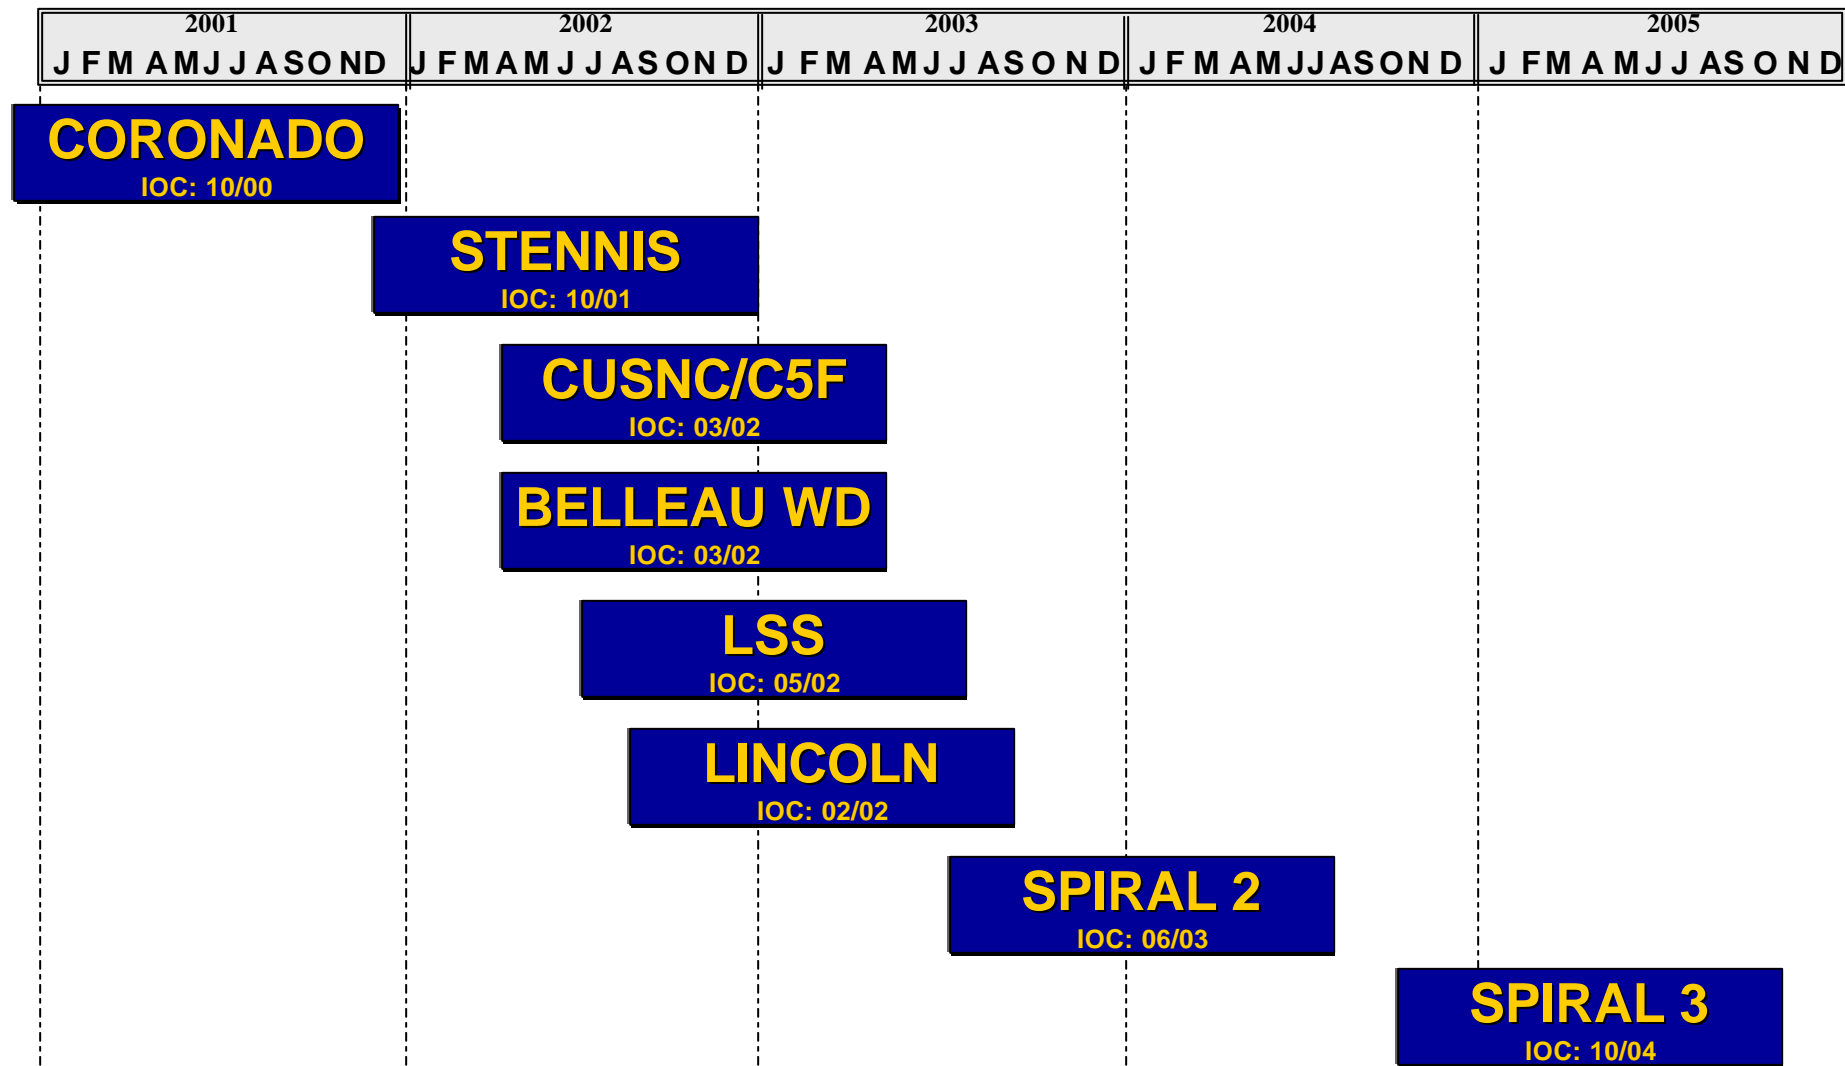 2001 2002 2003 2004 2005
J F M A M J J A S O N D J F M A M J J A S O N D J F M A M J J A S O N D J F M A M J J A S O N D J F M A M J J A S O N D
CORONADO
IOC: 10/00
STENNIS
IOC: 10/01
CUSNC/C5F
IOC: 03/02
BELLEAU WD
IOC: 03/02
LSS
IOC: 05/02
LINCOLN
IOC: 02/02
SPIRAL 2
IOC: 06/03
SPIRAL 3
IOC: 10/04